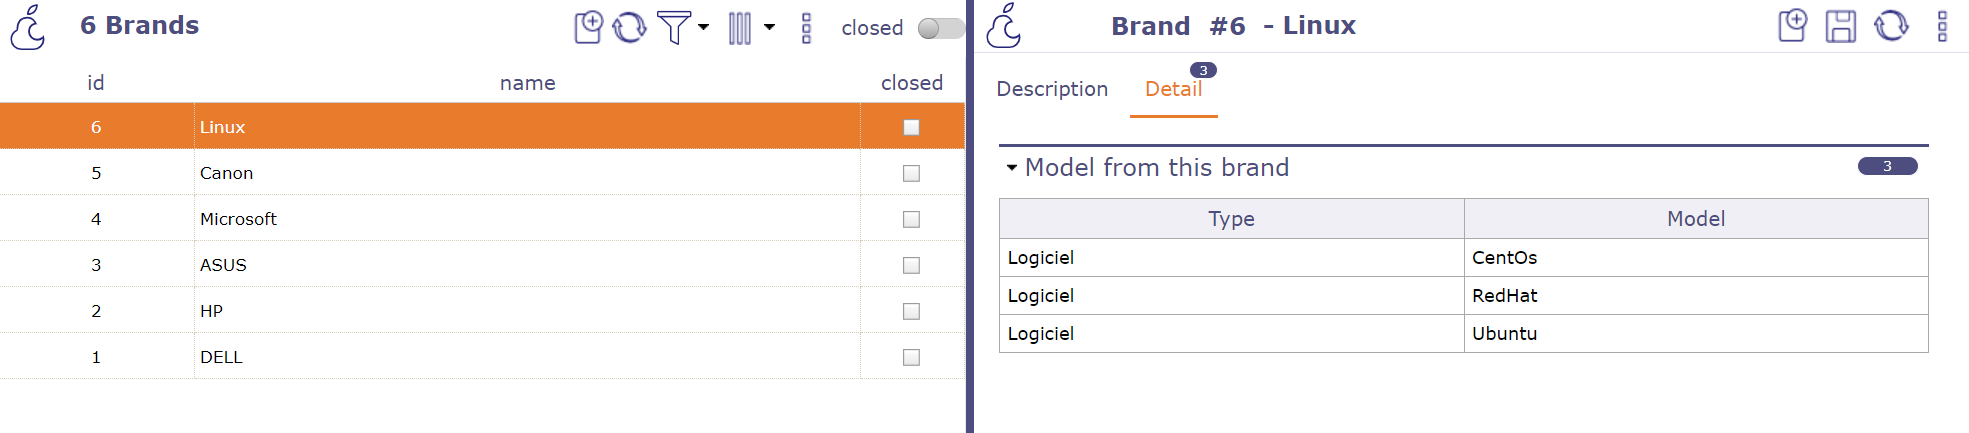 6 Brands
closed
id name closed
6 Linux
5 Canon
4 Microsoft
3 ASUS
2 HP
1 DELL
Brand #6 - Linux
Description Detail 3
Model from this brand 3
Type Model
Logiciel CentOs
Logiciel RedHat
Logiciel Ubuntu